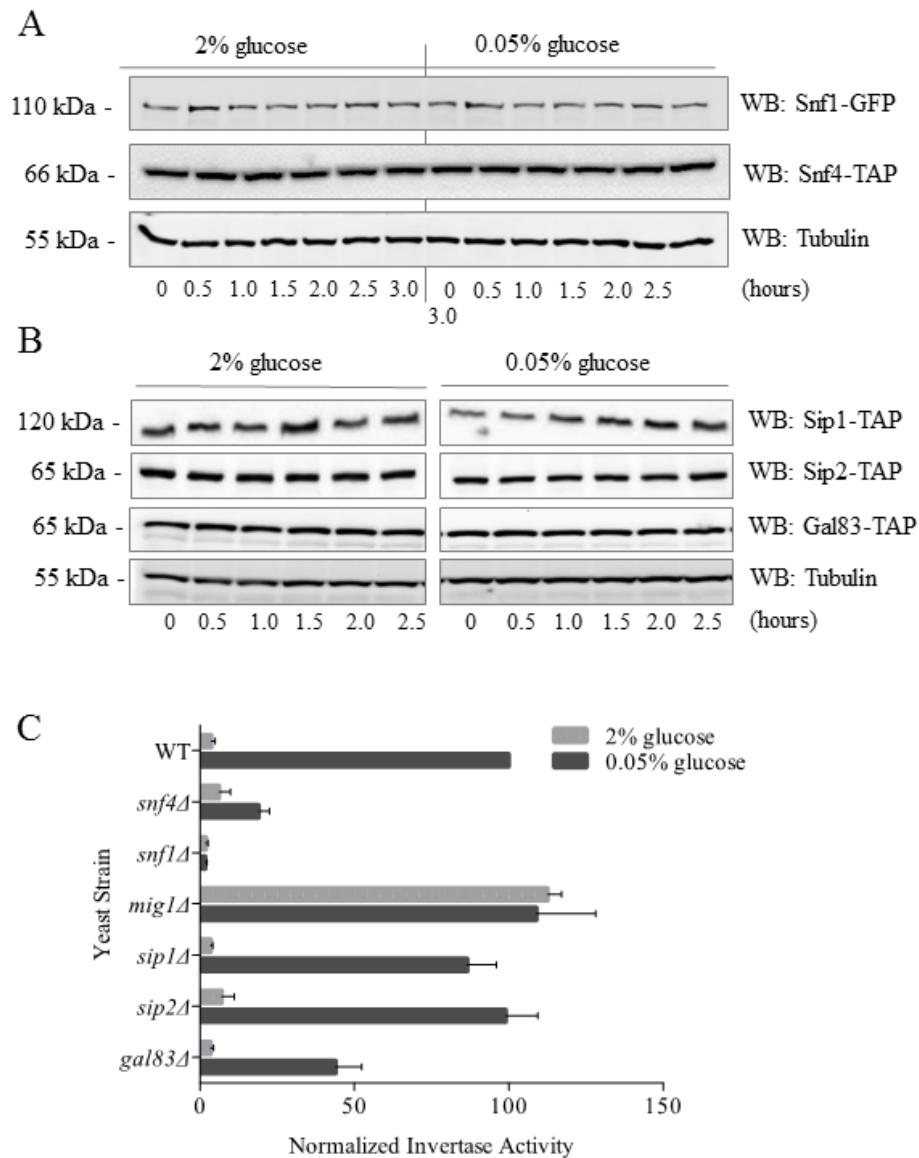 A
2% glucose 0.05% glucose
110 kDa - WB: Snf1-GFP
66 kDa - WB: Snf4-TAP
55 kDa - WB: Tubulin
0 0.5 1.0 1.5 2.0 2.5 3.0 0 0.5 1.0 1.5 2.0 2.5 (hours)
3.0
B
2% glucose 0.05% glucose
120 kDa - WB: Sip1-TAP
65 kDa - WB: Sip2-TAP
65 kDa - WB: Gal83-TAP
55 kDa - WB: Tubulin
0 0.5 1.0 1.5 2.0 2.5 0 0.5 1.0 1.5 2.0 2.5 (hours)
C
2% glucose
0.05% glucose
Yeast Strain
WT
snf4Δ
snf1Δ
mig1Δ
sip1Δ
sip2Δ
gal83Δ
0 50 100 150
Normalized Invertase Activity